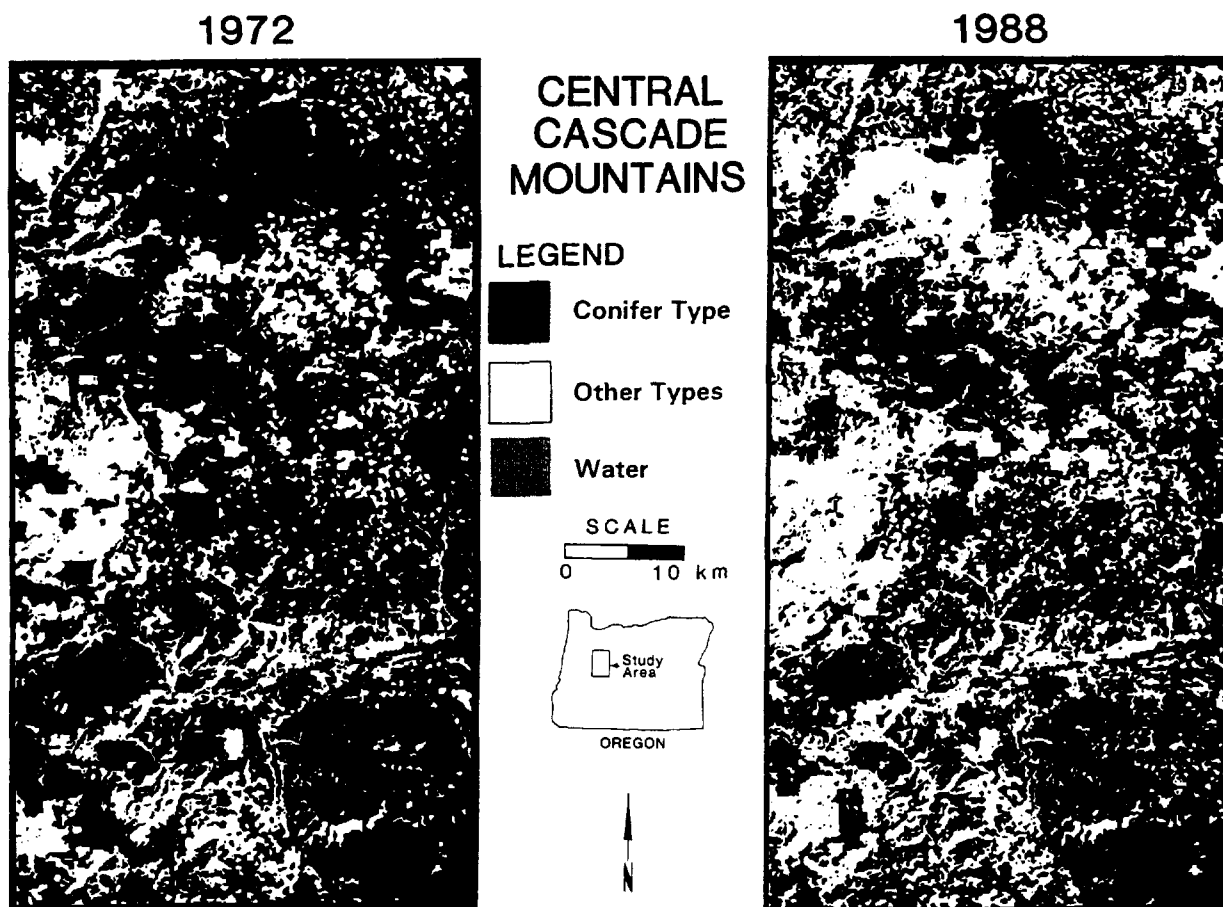 1972
1988
CENTRAL
CASCADE
MOUNTAINS
LEGEND
Conifer Type
Other Types
Water
SCALE
0 10 km
Study
Area
OREGON
N